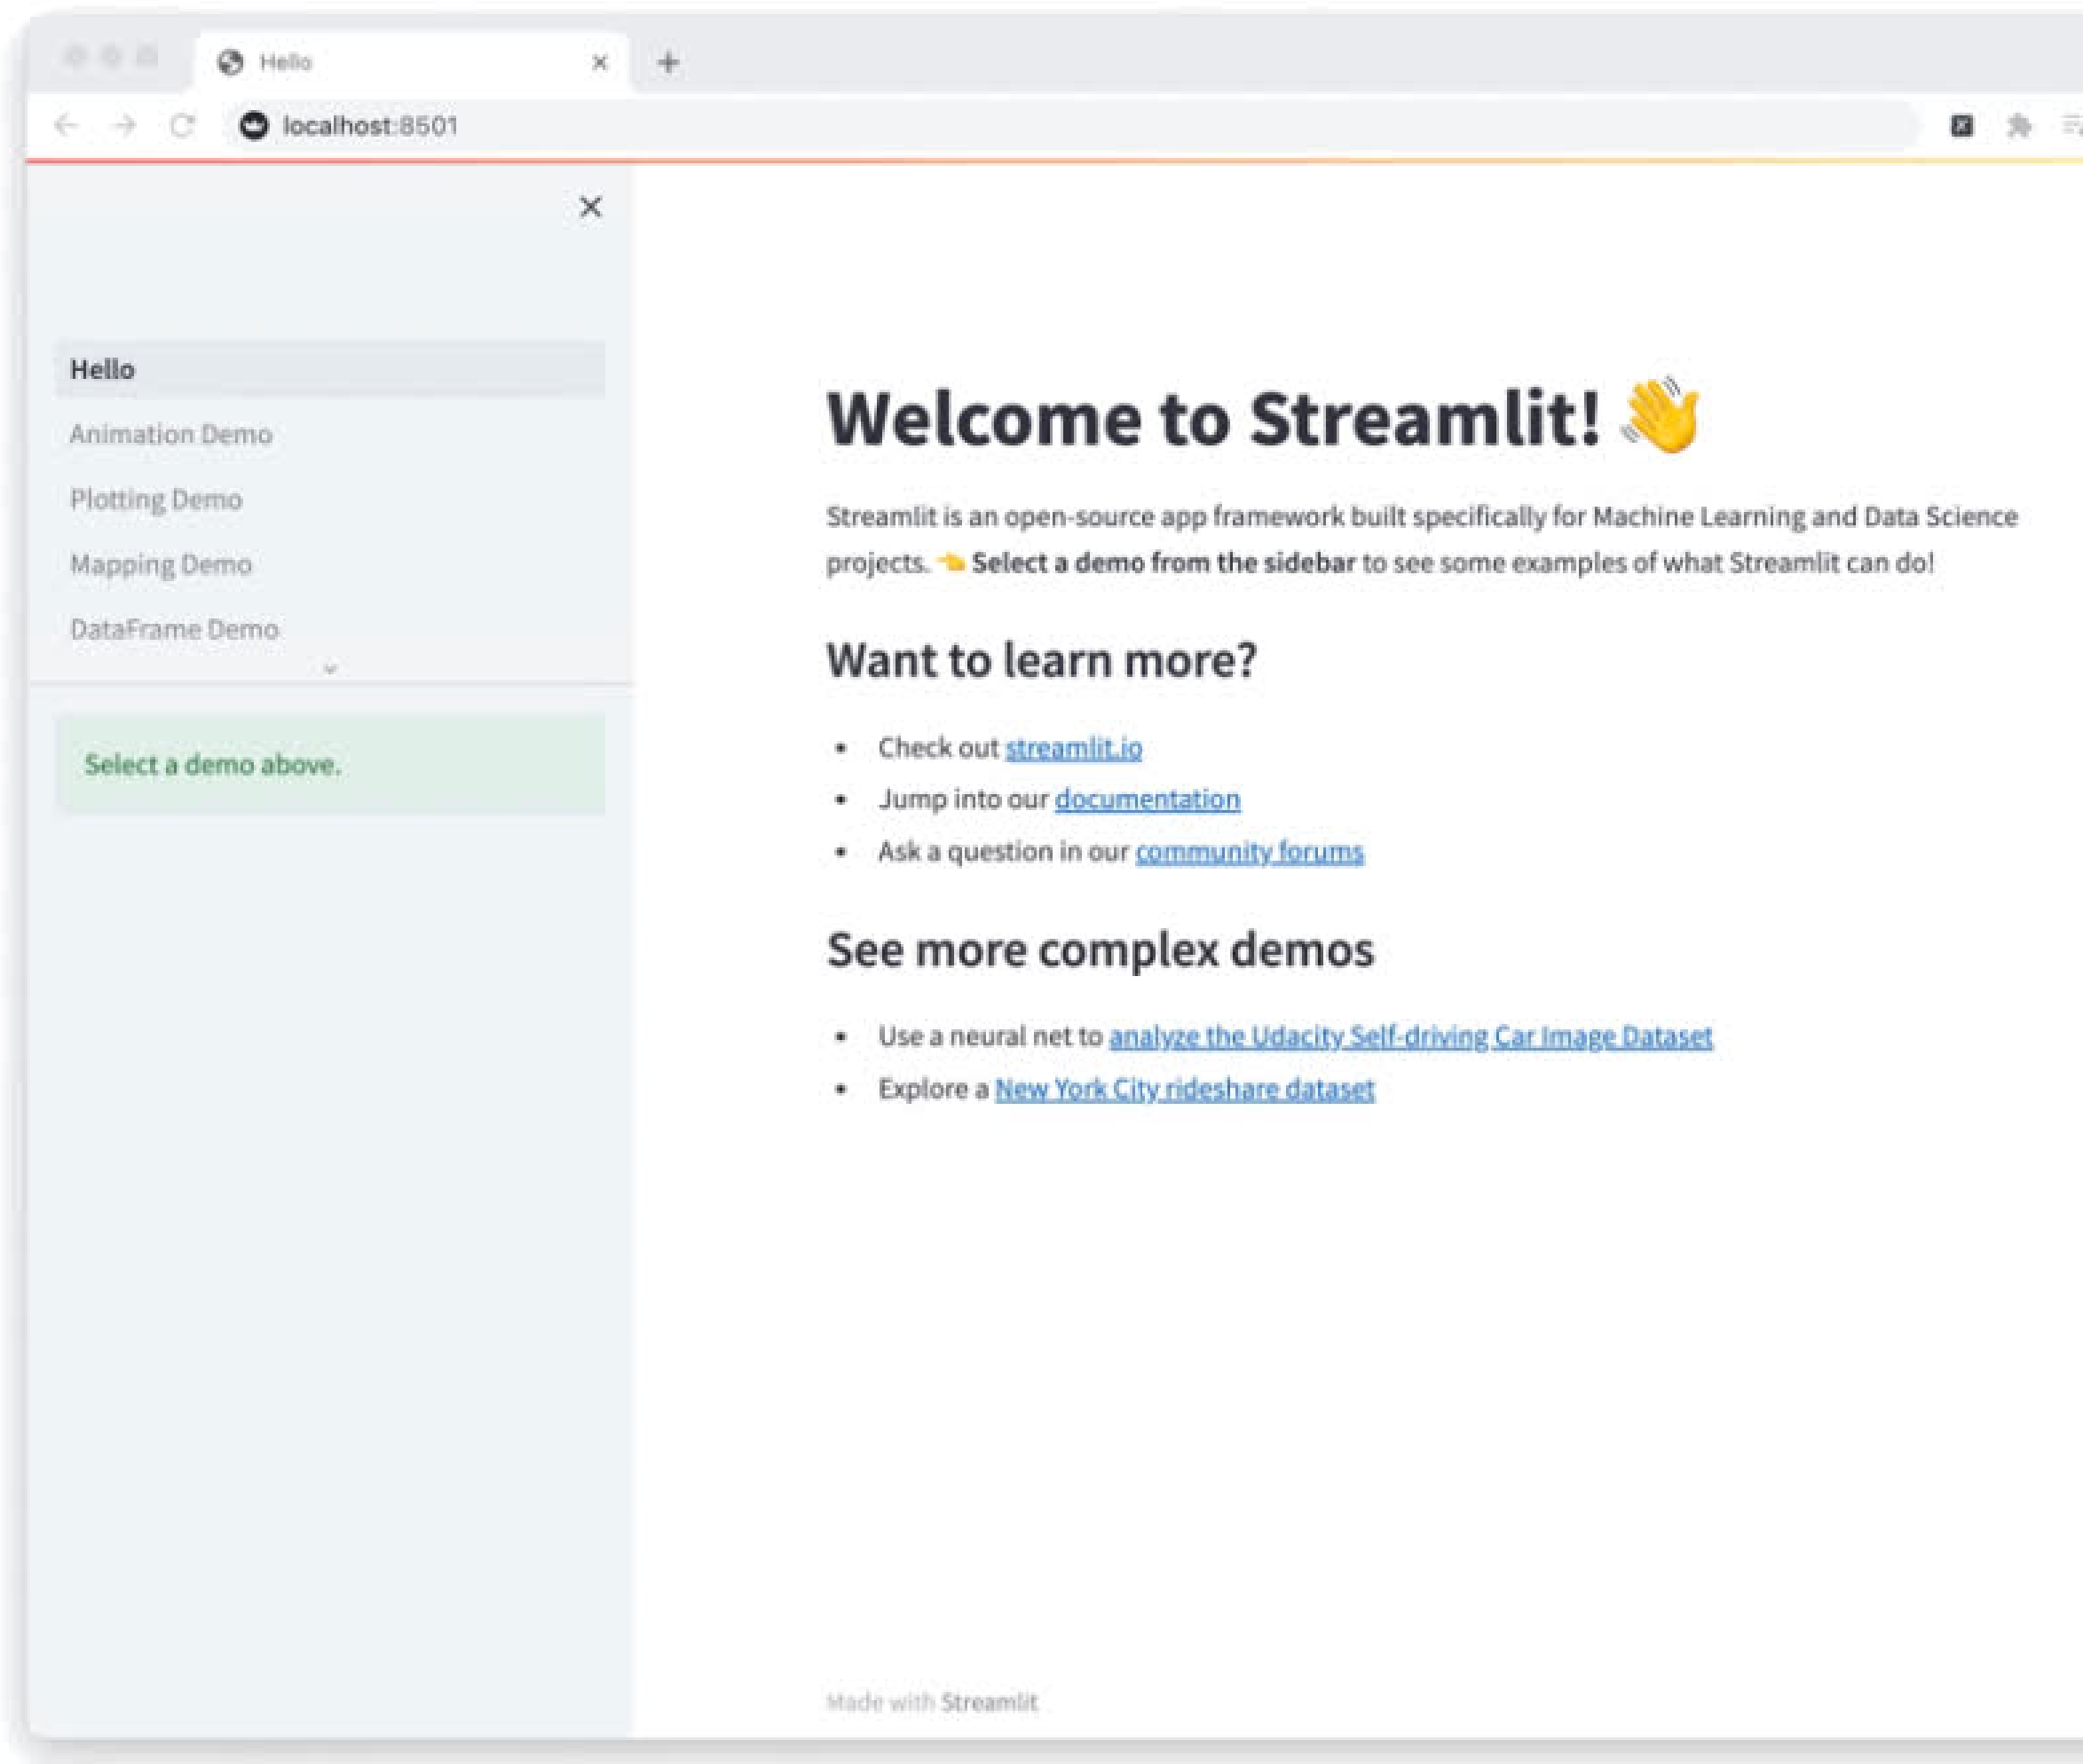 Hello
localhost:8501
Hello
Animation Demo
Plotting Demo
Mapping Demo
DataFrame Demo
Select a demo above.
Welcome to Streamlit! 👋
Streamlit is an open-source app framework built specifically for Machine Learning and Data Science
projects. 👈 Select a demo from the sidebar to see some examples of what Streamlit can do!
Want to learn more?
• Check out streamlit.io
• Jump into our documentation
• Ask a question in our community forums
See more complex demos
• Use a neural net to analyze the Udacity Self-driving Car Image Dataset
• Explore a New York City rideshare dataset
Made with Streamlit